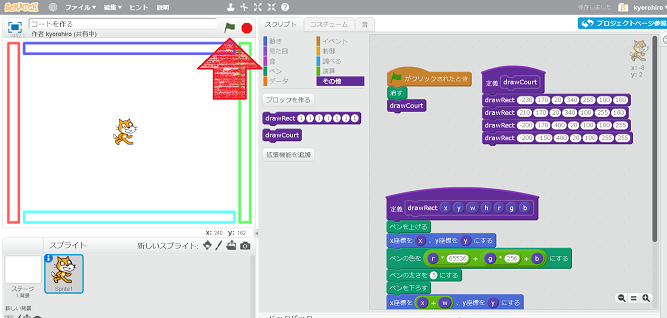 SCRATCH ファイル▼ 編集▼ ヒント 説明
保存しました kyorohiro▼
コートを作る
作者 kyorohiro (共有中)
スクリプト コスチューム 音
プロジェクトページ参照
動き イベント
見た目 制御
音 調べる
ペン 演算
データ その他
ブロックを作る
drawRect 1 1 1 1 1 1 1
drawCourt
拡張機能を追加
がクリックされたとき
消す
drawCourt
定義 drawCourt
drawRect -230 170 20 340 255 100 100
drawRect 210 170 20 340 100 255 100
drawRect -200 170 400 20 100 100 255
drawRect -200 -150 400 20 100 255 255
x: -8
y: 2
定義 drawRect x y w h r g b
ペンを上げる
x座標を x 、y座標を y にする
ペンの色を r * 65536 + g * 256 + b にする
ペンの太さを 5 にする
ペンを下ろす
x座標を x + w 、y座標を y にする
x: 240 y: 162
スプライト 新しいスプライト:
ステージ
1背景
Sprite1
新しい背景